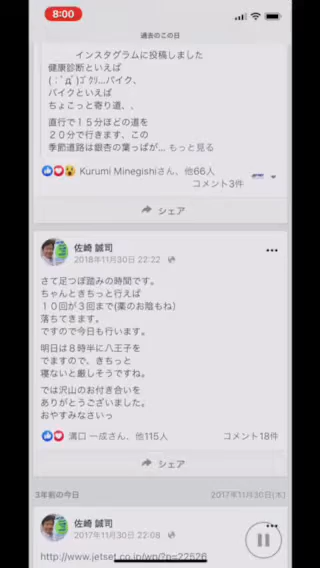 8:00
過去のこの日
インスタグラムに投稿しました
健康診断といえば
(；ﾟдﾟ)ｺﾞｸﾘ…バイク、
バイクといえば
ちょこっと寄り道、、
直行で１５分ほどの道を
２０分で行きます、この
季節道路は銀杏の葉っぱが... もっと見る
Kurumi Minegishiさん、他66人
コメント3件
シェア
佐崎 誠司
2018年11月30日 22:22
さて足つぼ踏みの時間です。
ちゃんときちっと行えば
１０回が３回まで(薬のお陰もね）
落ちてきます。
ですので今日も行います。
明日は８時半に八王子を
でますので、きちっと
寝ないと厳しそうですね。
では沢山のお付き合いを
ありがとうございました。
おやすみなさいっ
溝口 一成さん、他115人
コメント18件
シェア
3年前の今日
2017年11月30日(木)
佐崎 誠司
2017年11月30日 22:08
http://www.jetset.co.jp/wp/?p=22526